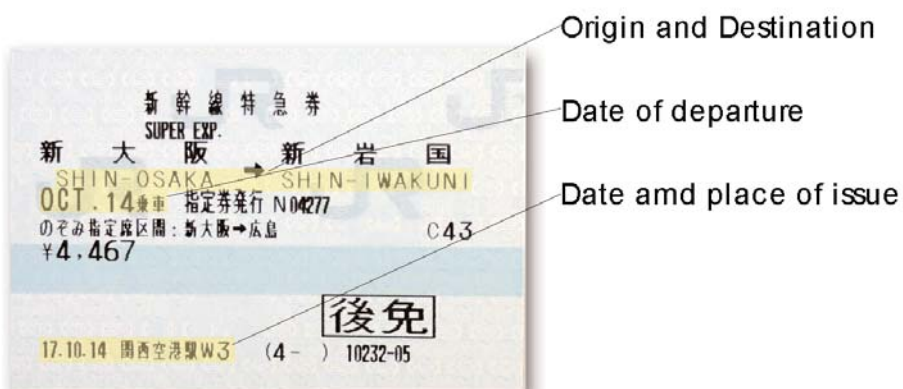 Origin and Destination
Date of departure
Date amd place of issue
新幹線特急券
SUPER EXP.
新大阪 → 新岩国
SHIN-OSAKA SHIN-IWAKUNI
OCT.14乗車 指定券発行 N04277
のぞみ指定席区間:新大阪→広島 C43
¥4,467
後免
17.10.14 関西空港駅W3 (4- ) 10232-05